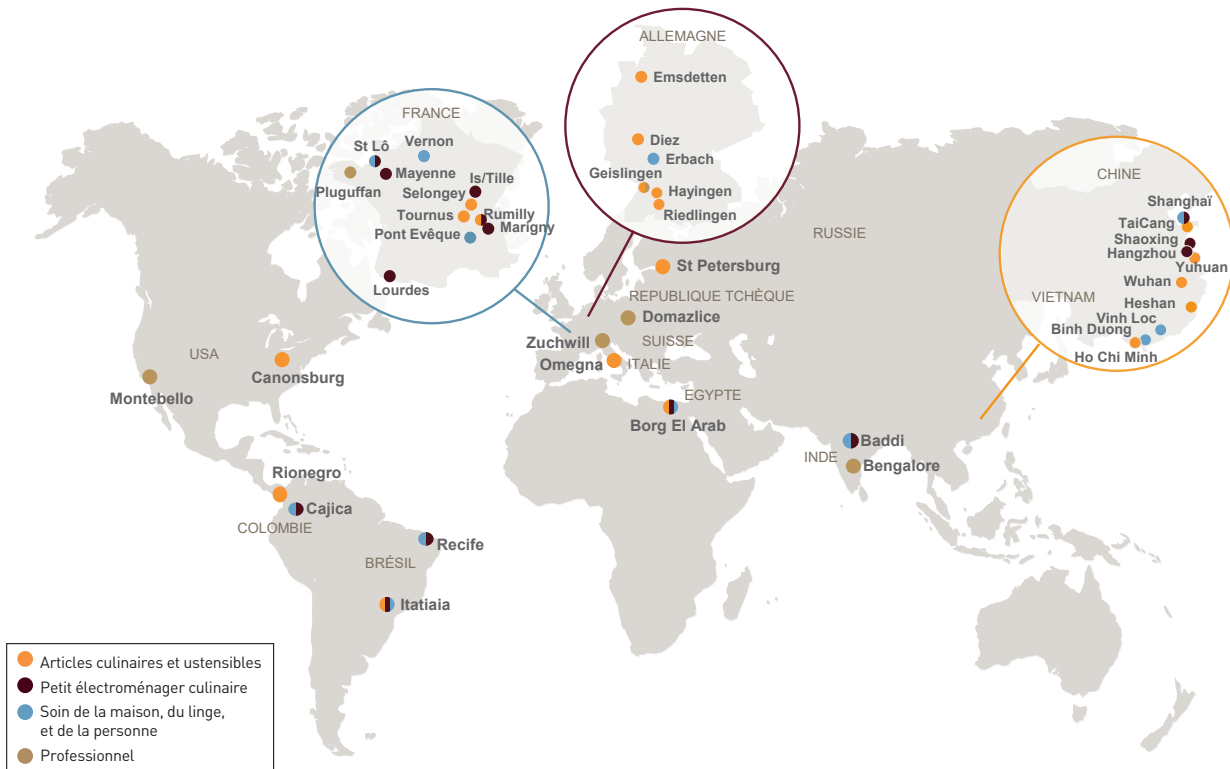 ALLEMAGNE
Emsdetten
Diez
Erbach
Geislingen
Hayingen
Riedlingen
FRANCE
Vernon
St Lô
Mayenne
Pluguffan
Is/Tille
Selongey
Tournus
Rumilly
Marigny
Pont Evêque
Lourdes
CHINE
Shanghaï
TaiCang
Shaoxing
Hangzhou
Yuhuan
Wuhan
Heshan
VIETNAM
Vinh Loc
Binh Duong
Ho Chi Minh
RUSSIE
St Petersburg
REPUBLIQUE TCHÈQUE
Domazlice
Zuchwill
SUISSE
Omegna
ITALIE
EGYPTE
Borg El Arab
USA
Canonsburg
Montebello
Baddi
INDE
Bengalore
Rionegro
Cajica
COLOMBIE
Recife
BRÉSIL
Itatiaia
Articles culinaires et ustensibles
Petit électroménager culinaire
Soin de la maison, du linge,
et de la personne
Professionnel